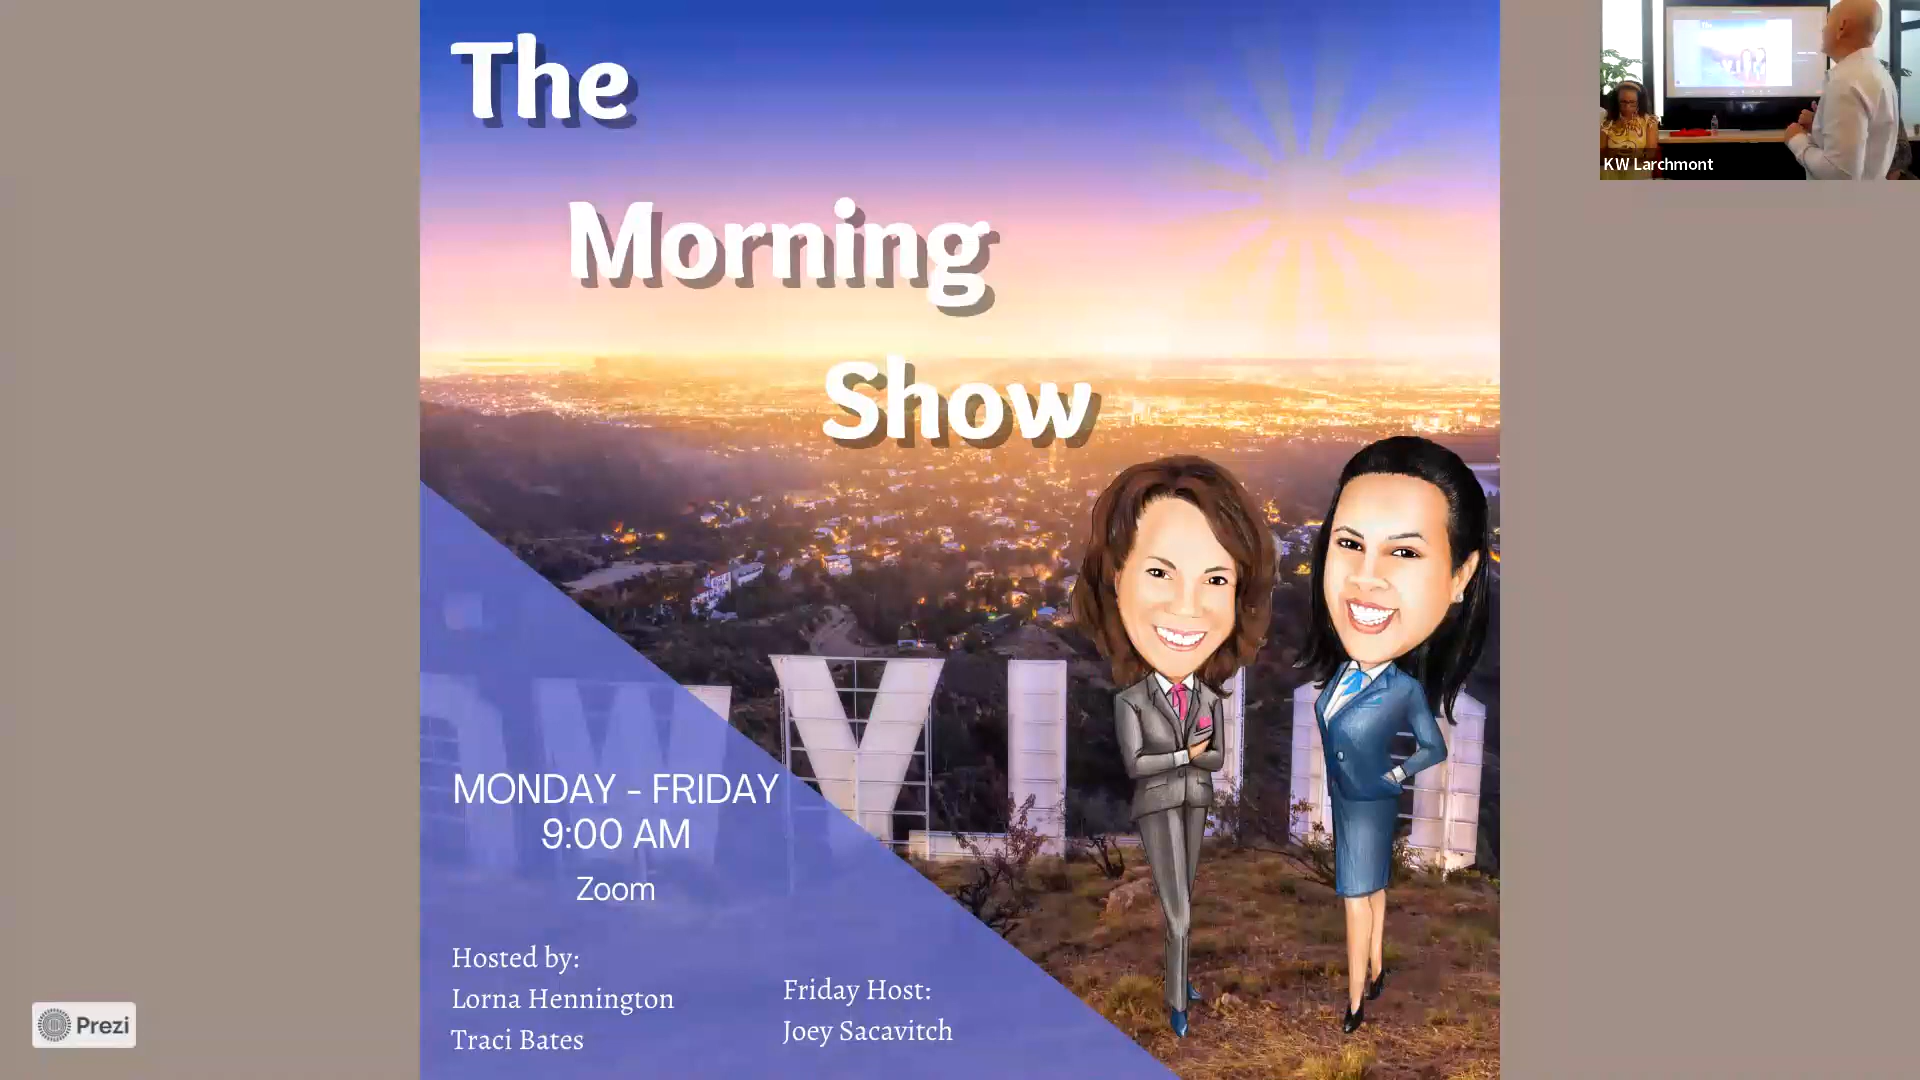 The
Morning
Show
KW Larchmont
MONDAY - FRIDAY
9:00 AM
Zoom
Hosted by:
Lorna Hennington
Traci Bates
Friday Host:
Joey Sacavitch
Prezi